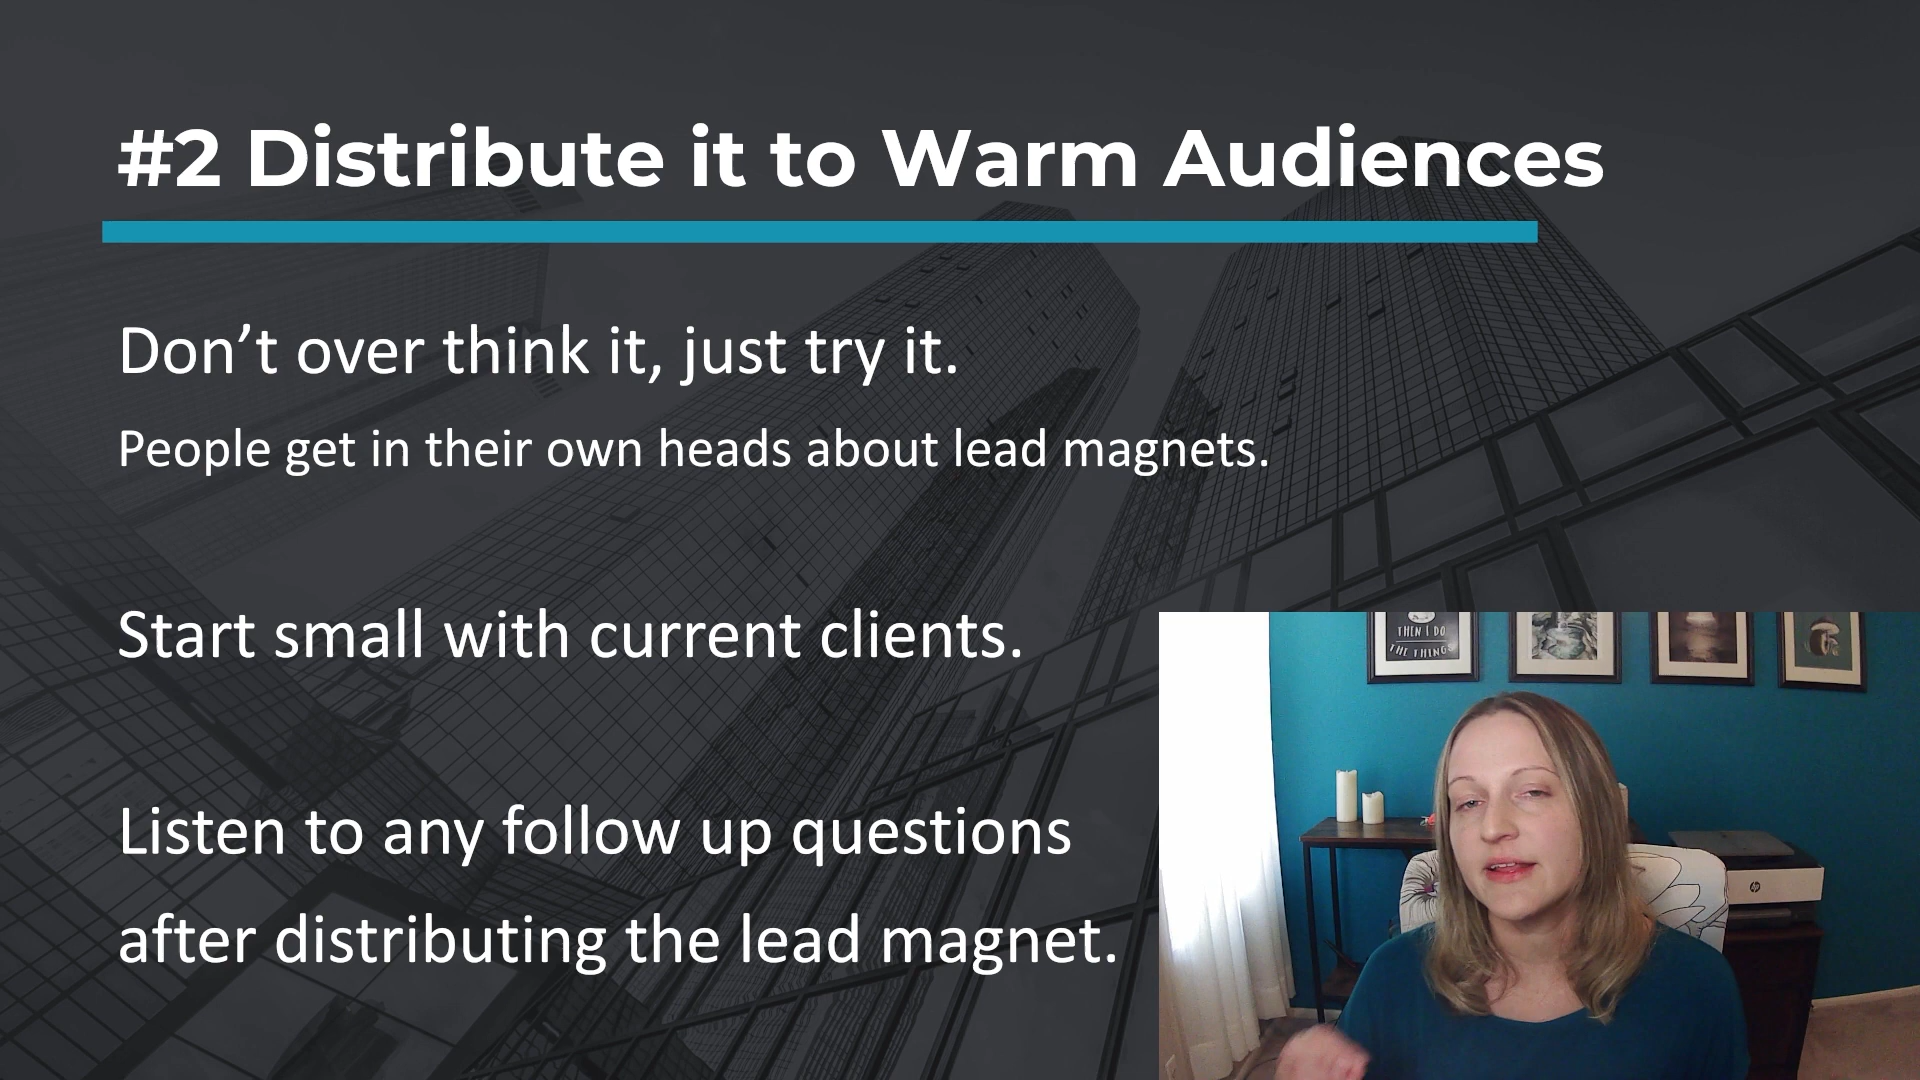 #2 Distribute it to Warm Audiences
Don’t over think it, just try it.
People get in their own heads about lead magnets.
Start small with current clients.
Listen to any follow up questions
after distributing the lead magnet.
THEN I DO
THE THINGS
hp